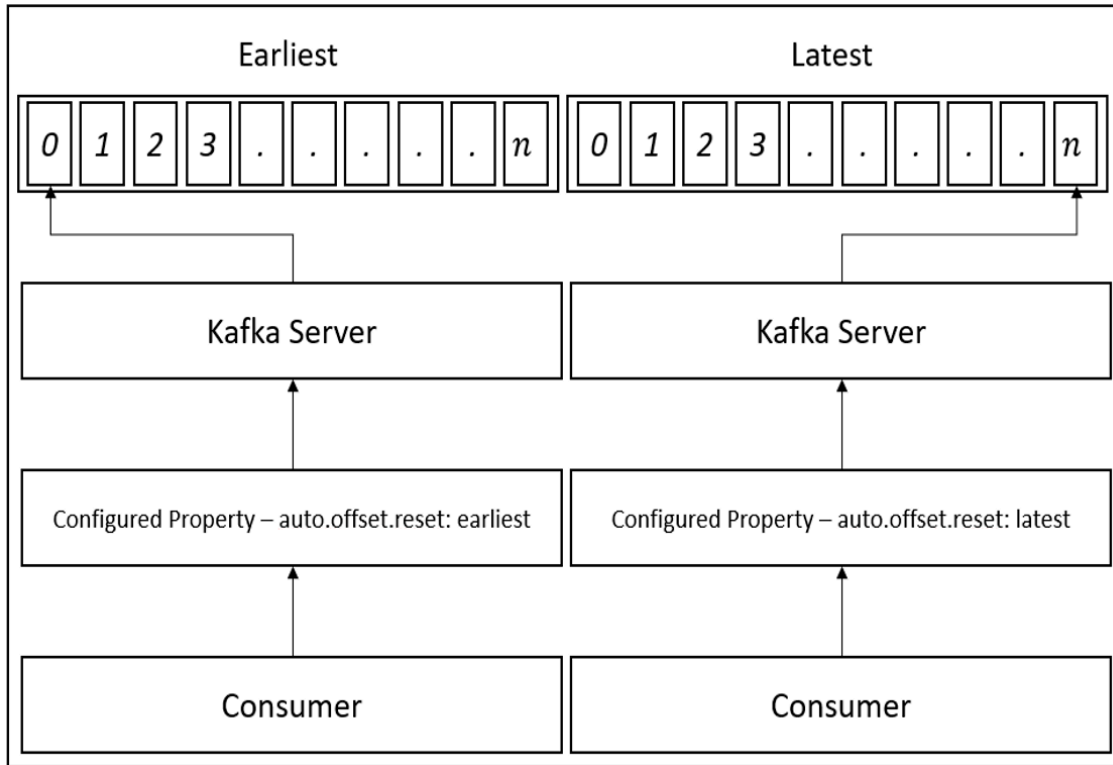 Earliest
Latest
0 1 2 3 . . . . . n
0 1 2 3 . . . . . n
Kafka Server
Kafka Server
Configured Property – auto.offset.reset: earliest
Configured Property – auto.offset.reset: latest
Consumer
Consumer